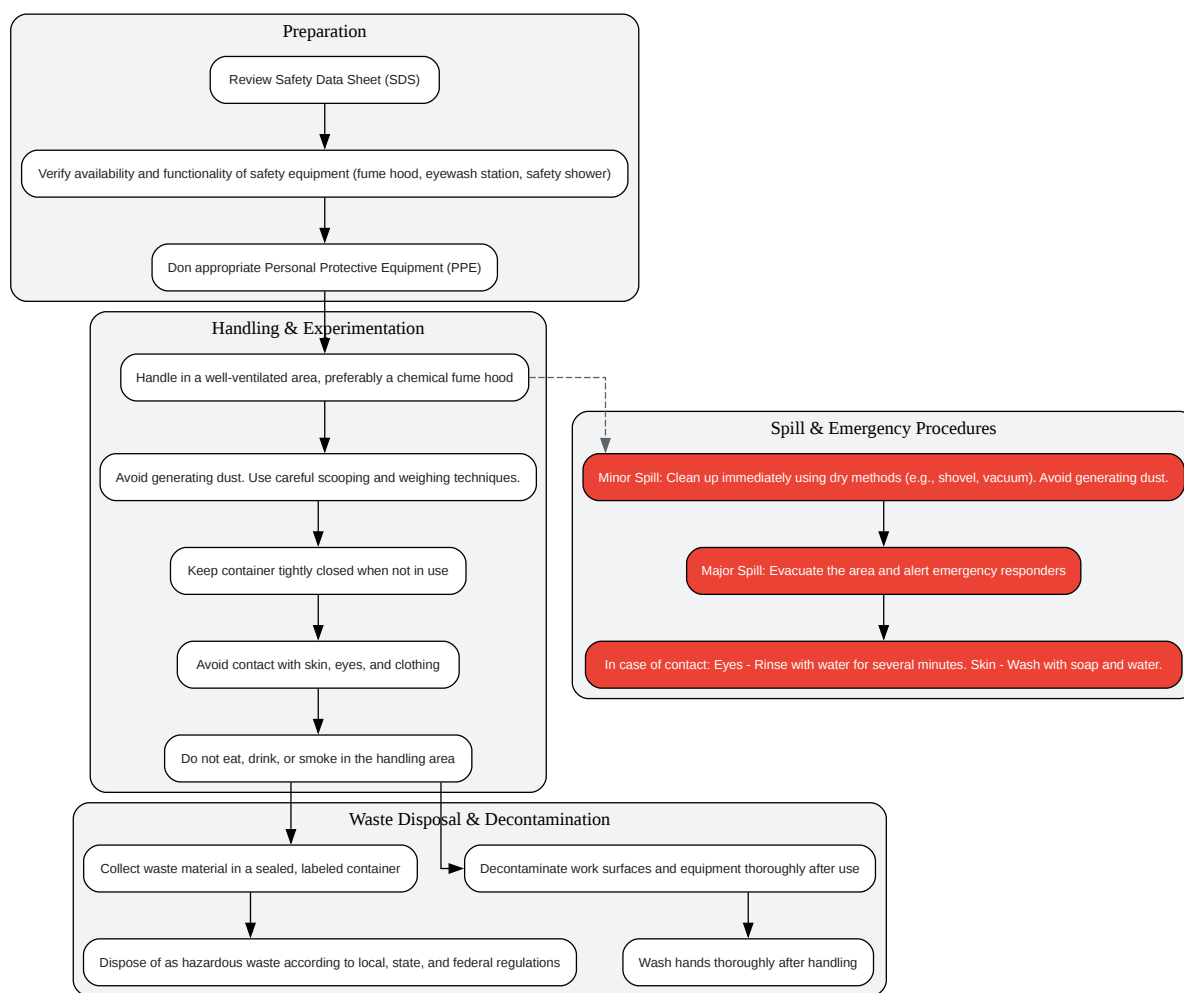 Preparation
Review Safety Data Sheet (SDS)
Verify availability and functionality of safety equipment (fume hood, eyewash station, safety shower)
Don appropriate Personal Protective Equipment (PPE)
Handling & Experimentation
Handle in a well-ventilated area, preferably a chemical fume hood
Avoid generating dust. Use careful scooping and weighing techniques.
Keep container tightly closed when not in use
Avoid contact with skin, eyes, and clothing
Do not eat, drink, or smoke in the handling area
Spill & Emergency Procedures
Minor Spill: Clean up immediately using dry methods (e.g., shovel, vacuum). Avoid generating dust.
Major Spill: Evacuate the area and alert emergency responders
In case of contact: Eyes - Rinse with water for several minutes. Skin - Wash with soap and water.
Waste Disposal & Decontamination
Collect waste material in a sealed, labeled container
Decontaminate work surfaces and equipment thoroughly after use
Dispose of as hazardous waste according to local, state, and federal regulations
Wash hands thoroughly after handling